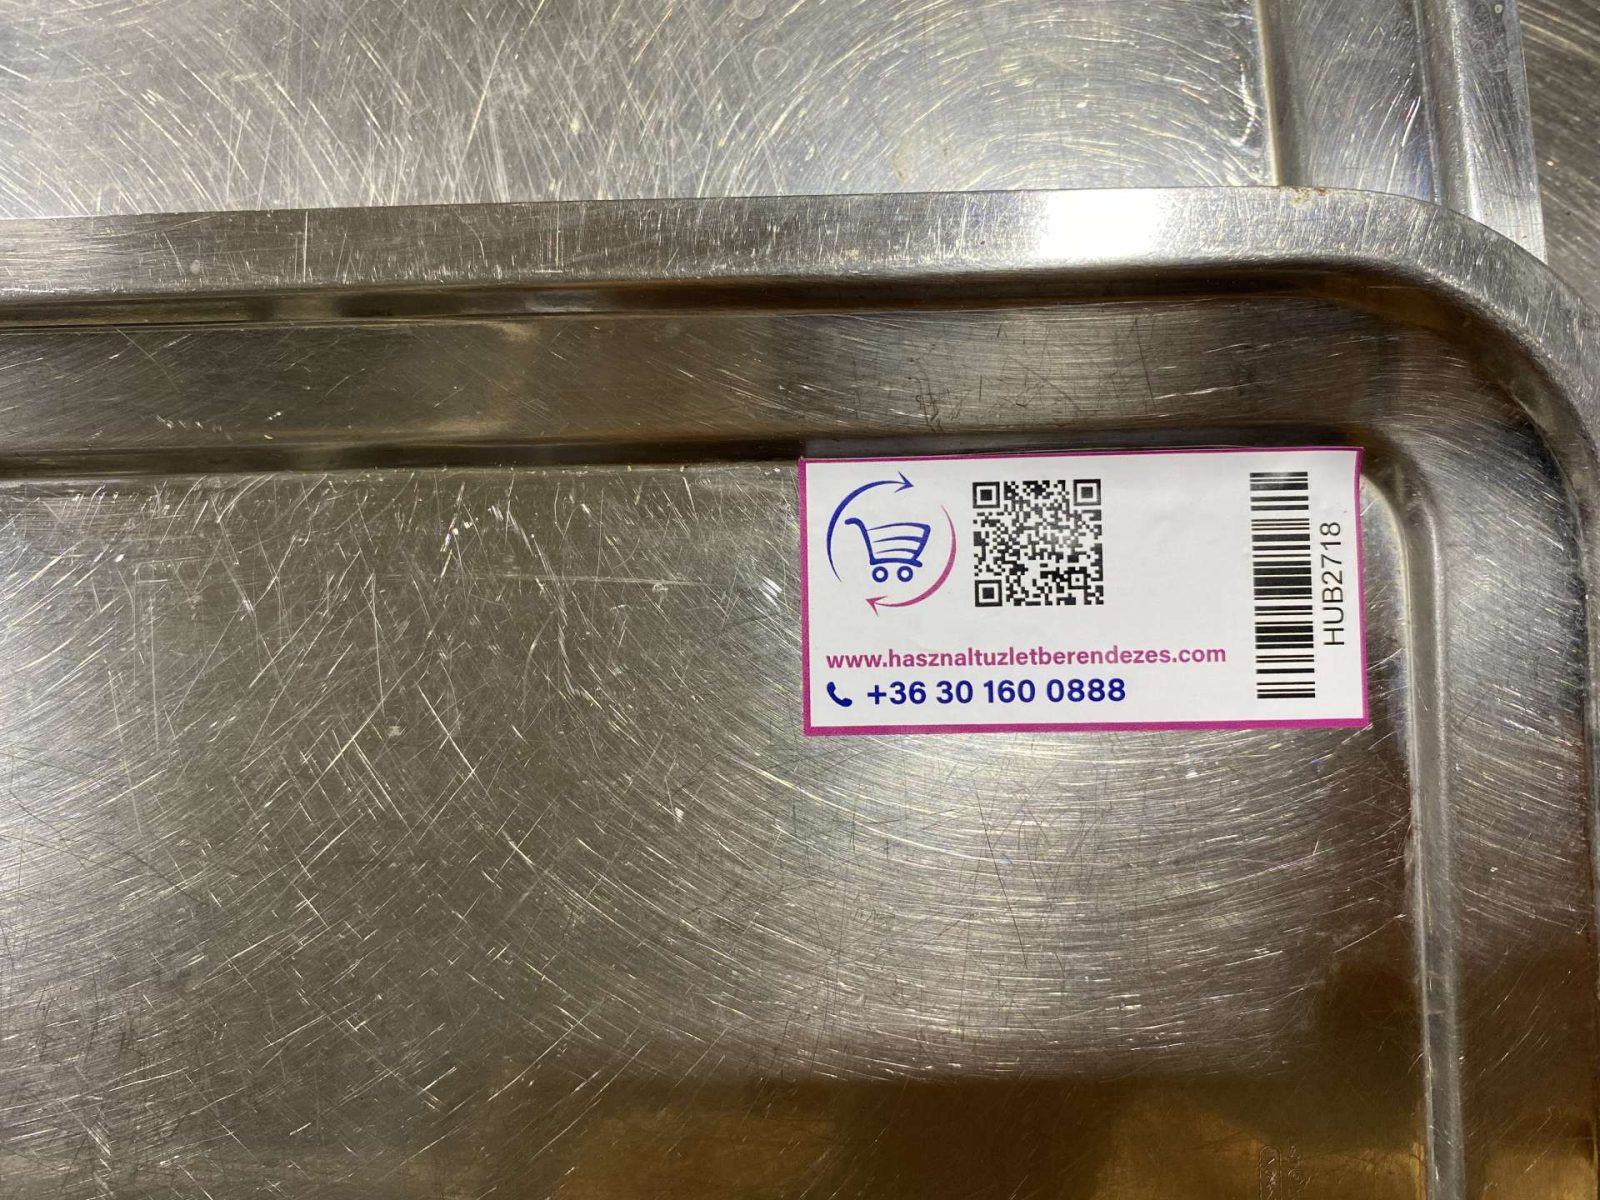 www.hasznaltuzletberendezes.com
+36 30 160 0888
HUB2718